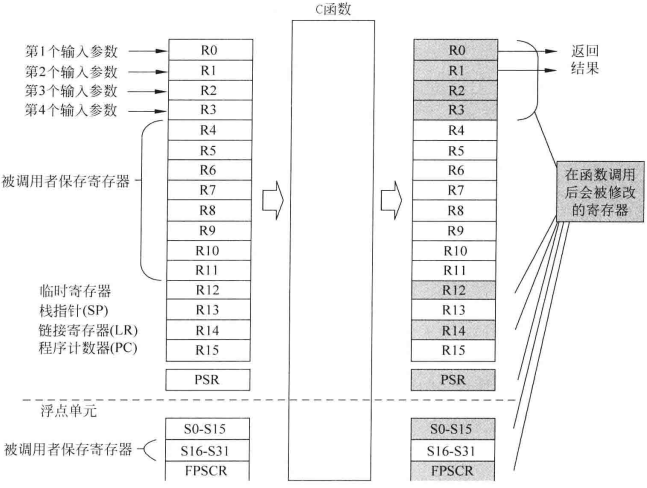 C函数
第1个输入参数 R0 R0 返回
第2个输入参数 R1 R1 结果
第3个输入参数 R2 R2
第4个输入参数 R3 R3
R4 R4
R5 R5
被调用者保存寄存器 R6 R6 在函数调用
R7 R7 后会被修改
R8 R8 的寄存器
R9 R9
R10 R10
R11 R11
临时寄存器 R12 R12
栈指针(SP) R13 R13
链接寄存器(LR) R14 R14
程序计数器(PC) R15 R15
PSR PSR
浮点单元
S0-S15 S0-S15
被调用者保存寄存器 S16-S31 S16-S31
FPSCR FPSCR